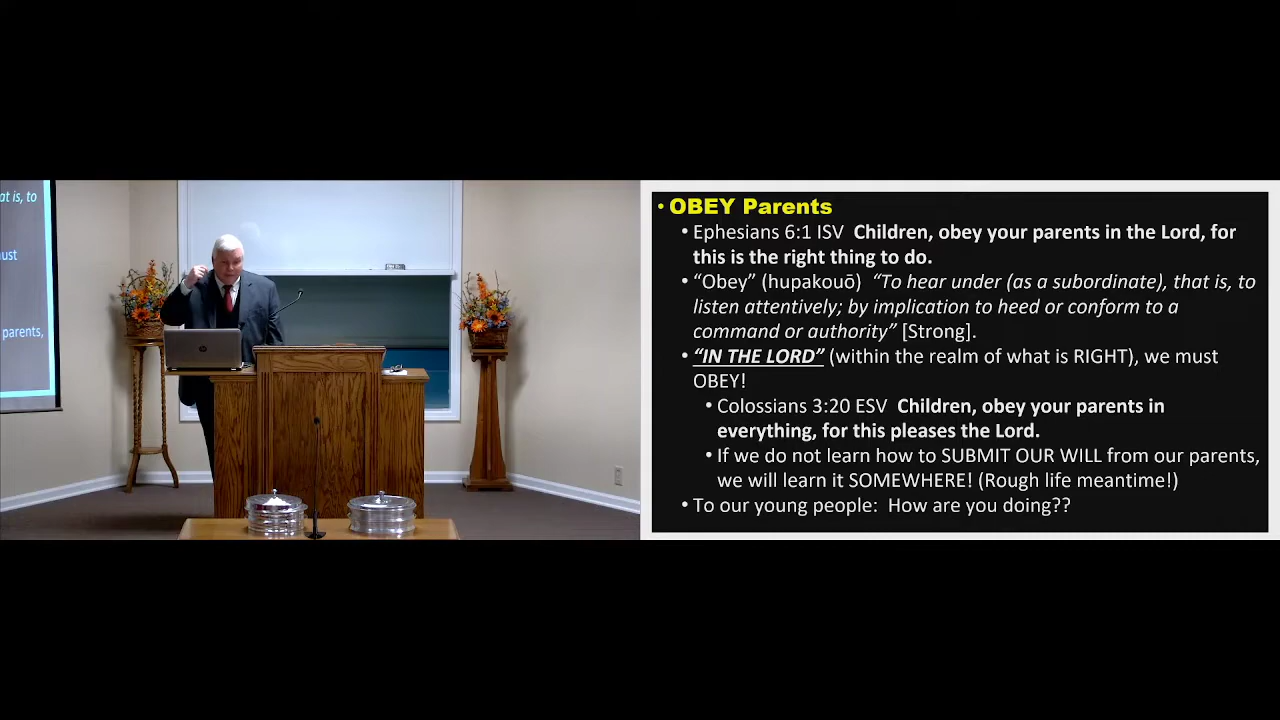 at is, to
ust
parents,
• OBEY Parents
• Ephesians 6:1 ISV Children, obey your parents in the Lord, for
this is the right thing to do.
• “Obey” (hupakouō) “To hear under (as a subordinate), that is, to
listen attentively; by implication to heed or conform to a
command or authority” [Strong].
• “IN THE LORD” (within the realm of what is RIGHT), we must
OBEY!
• Colossians 3:20 ESV Children, obey your parents in
everything, for this pleases the Lord.
• If we do not learn how to SUBMIT OUR WILL from our parents,
we will learn it SOMEWHERE! (Rough life meantime!)
• To our young people: How are you doing??